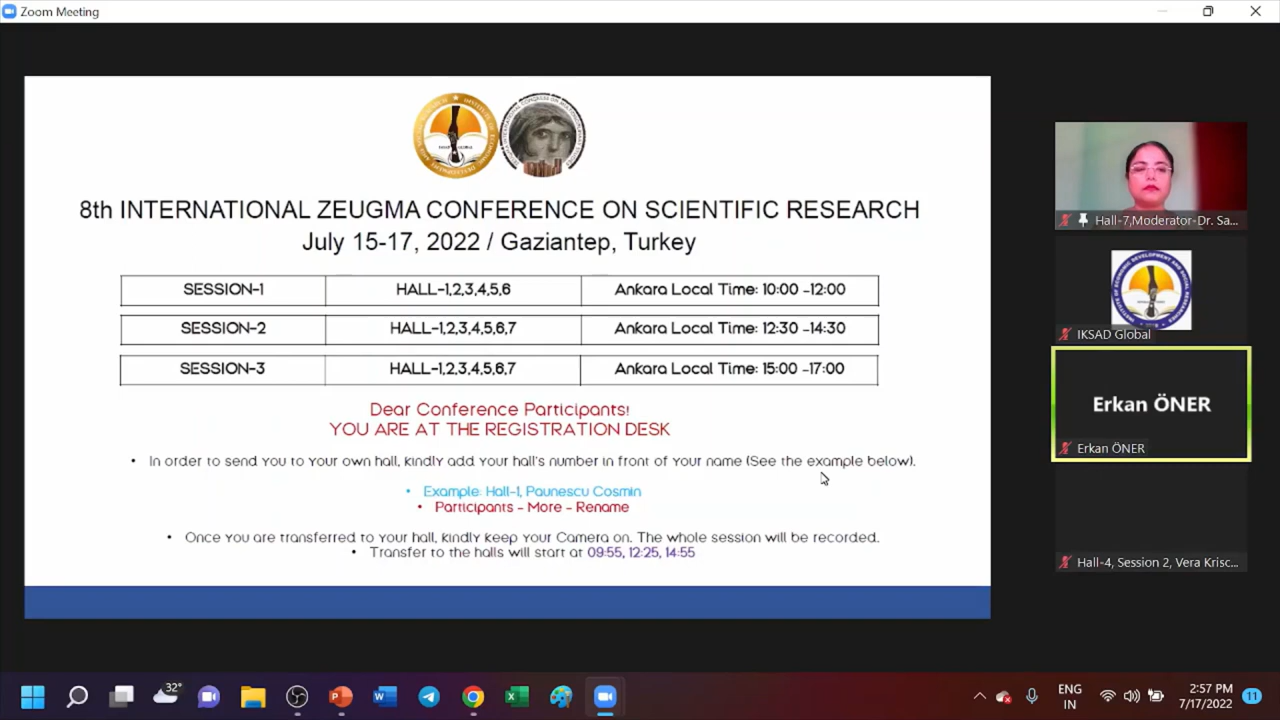 Zoom Meeting
8th INTERNATIONAL ZEUGMA CONFERENCE ON SCIENTIFIC RESEARCH
July 15-17, 2022 / Gaziantep, Turkey
SESSION-1 HALL-1,2,3,4,5,6 Ankara Local Time: 10:00 -12:00
SESSION-2 HALL-1,2,3,4,5,6,7 Ankara Local Time: 12:30 -14:30
SESSION-3 HALL-1,2,3,4,5,6,7 Ankara Local Time: 15:00 -17:00
Dear Conference Participants!
YOU ARE AT THE REGISTRATION DESK
• In order to send you to your own hall, kindly add your hall's number in front of your name (See the example below).
• Example: Hall-1, Paunescu Cosmin
• Participants - More - Rename
• Once you are transferred to your hall, kindly keep your Camera on. The whole session will be recorded.
• Transfer to the halls will start at 09:55, 12:25, 14:55
Hall-7,Moderator-Dr. Sa...
IKSAD Global
Erkan ÖNER
Erkan ÖNER
Hall-4, Session 2, Vera Krisc...
32°
ENG
IN
2:57 PM
7/17/2022
11